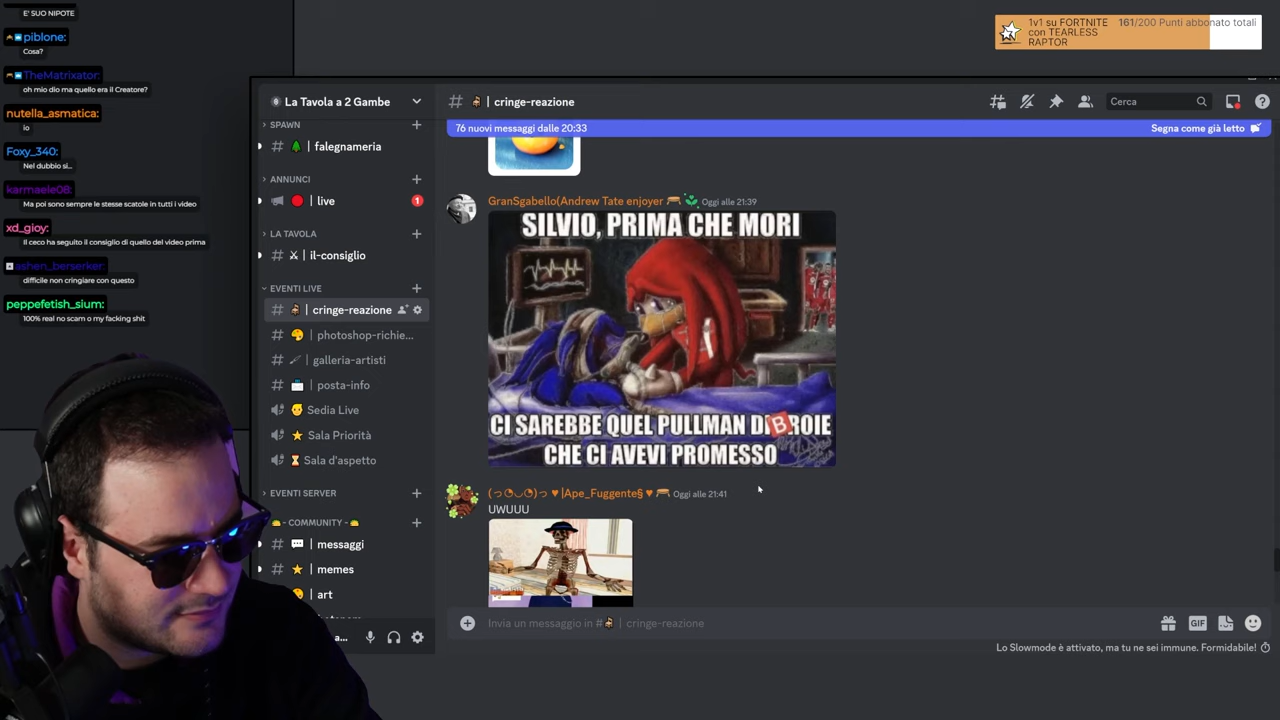 E' SUO NIPOTE
piblone:
Cosa?
TheMatrixator:
oh mio dio ma quello era il Creatore?
nutella_asmatica:
io
Foxy_340:
Nel dubbio si...
karmaele08:
Ma poi sono sempre le stesse scatole in tutti i video
xd_gioy:
Il ceco ha seguito il consiglio di quello del video prima
ashen_berserker:
difficile non cringiare con questo
peppefetish_sium:
100% real no scam o my facking shit
1v1 su FORTNITE
con TEARLESS
RAPTOR
161/200 Punti abbonato totali
La Tavola a 2 Gambe
SPAWN
# | falegnameria
ANNUNCI
| live
1
LA TAVOLA
# | il-consiglio
EVENTI LIVE
# | cringe-reazione
# | photoshop-richie...
# | galleria-artisti
# | posta-info
Sedia Live
Sala Priorità
Sala d'aspetto
EVENTI SERVER
- COMMUNITY -
# | messaggi
# | memes
| art
a...
# | cringe-reazione
Cerca
76 nuovi messaggi dalle 20:33
Segna come già letto
GranSgabello(Andrew Tate enjoyer Oggi alle 21:39
SILVIO, PRIMA CHE MORI
CI SAREBBE QUEL PULLMAN DI BROIE
CHE CI AVEVI PROMESSO
(っ◔◡◔)っ ♥ |Ape_Fuggente§ ♥ Oggi alle 21:41
UWUUU
Invia un messaggio in # | cringe-reazione
GIF
Lo Slowmode è attivato, ma tu ne sei immune. Formidabile!